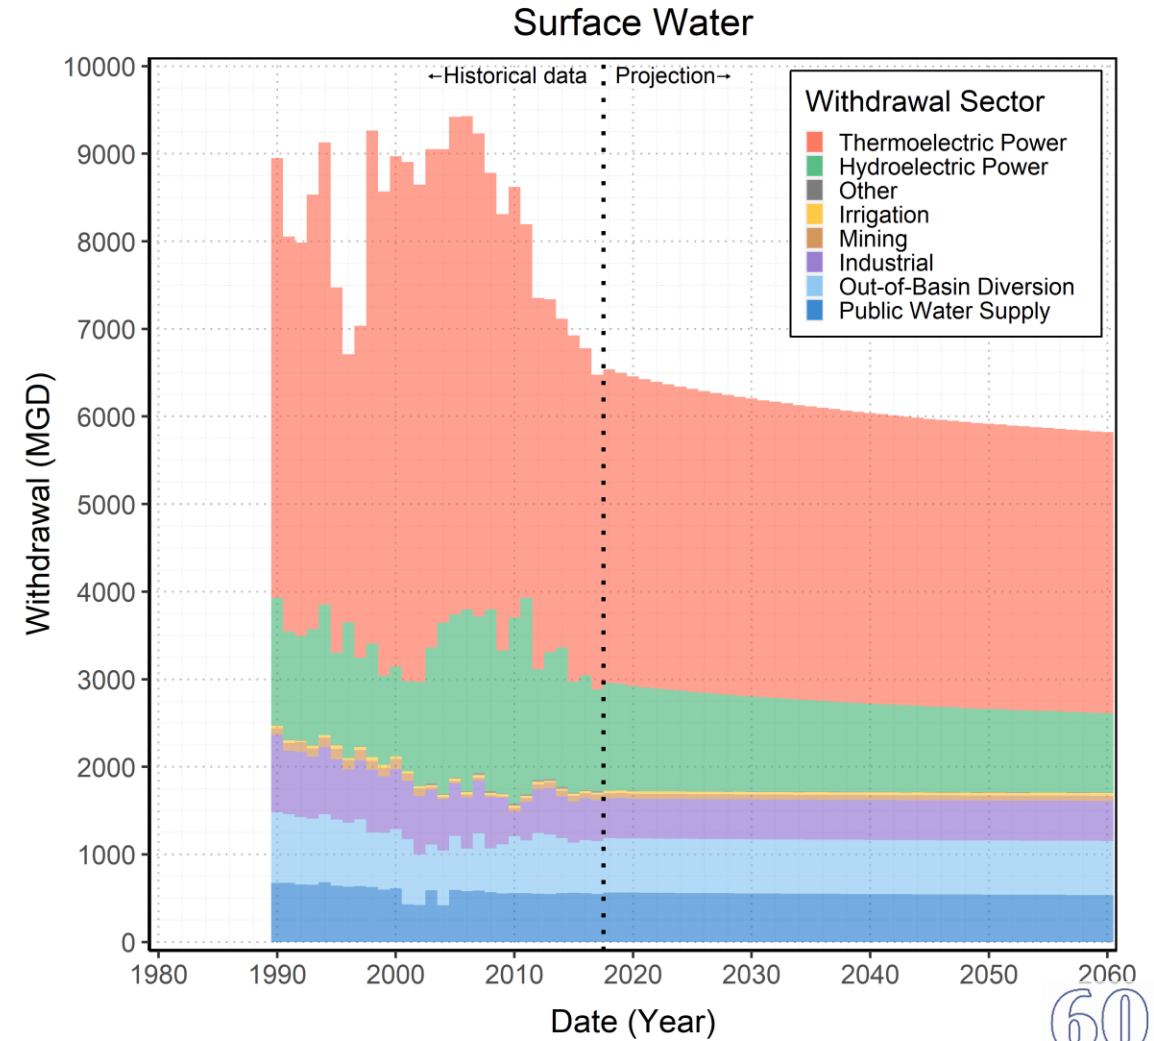 Surface Water
←Historical data
Projection→
Withdrawal Sector
Thermoelectric Power
Hydroelectric Power
Other
Irrigation
Mining
Industrial
Out-of-Basin Diversion
Public Water Supply
Withdrawal (MGD)
10000
9000
8000
7000
6000
5000
4000
3000
2000
1000
0
1980
1990
2000
2010
2020
2030
2040
2050
2060
Date (Year)
60